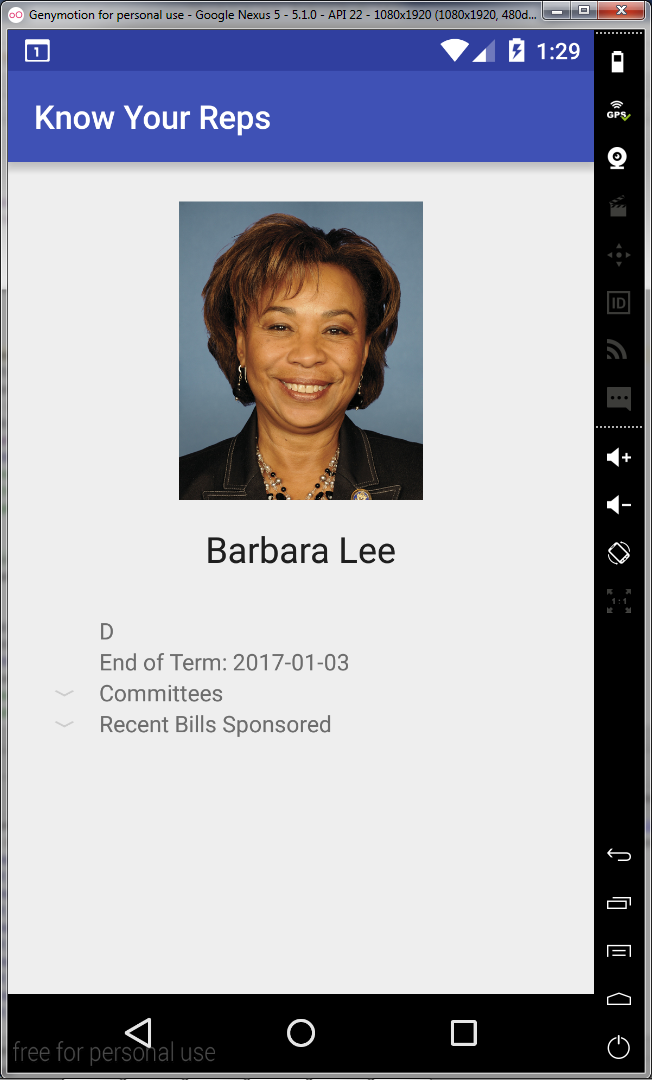 Genymotion for personal use - Google Nexus 5 - 5.1.0 - API 22 - 1080x1920 (1080x1920, 480d...
1
1:29
Know Your Reps
GPS
ID
Barbara Lee
D
End of Term: 2017-01-03
Committees
Recent Bills Sponsored
1:1
free for personal use